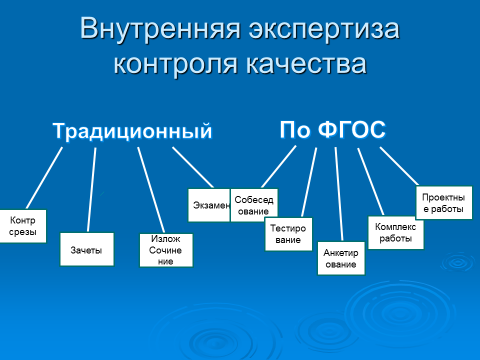 Внутренняя экспертиза
контроля качества
Традиционный
По ФГОС
Контр
срезы
Зачеты
Излож
Сочине
ние
Экзамен
Собесед
ование
Тестиро
вание
Анкетир
ование
Комплекс
работы
Проектны
е работы